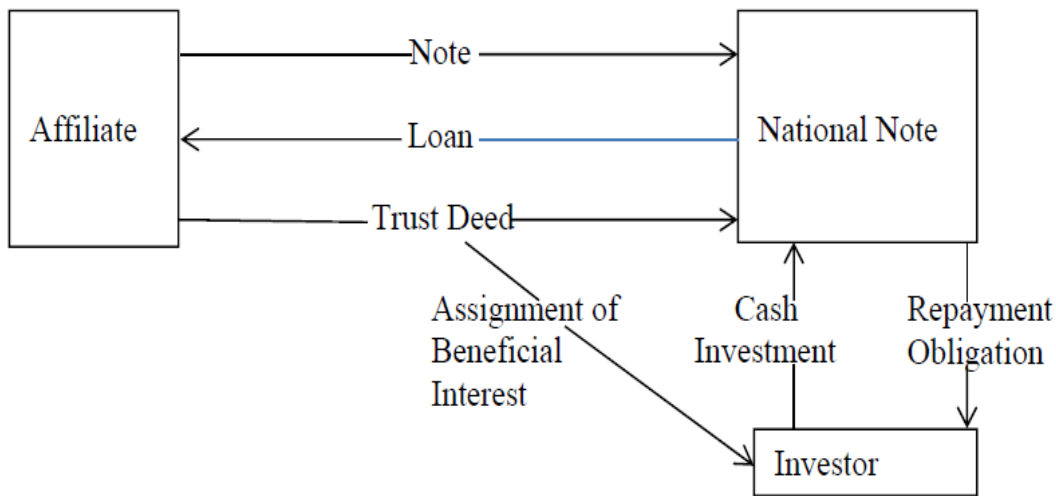 Note
Affiliate
Loan
National Note
Trust Deed
Assignment of
Beneficial
Interest
Cash
Investment
Repayment
Obligation
Investor